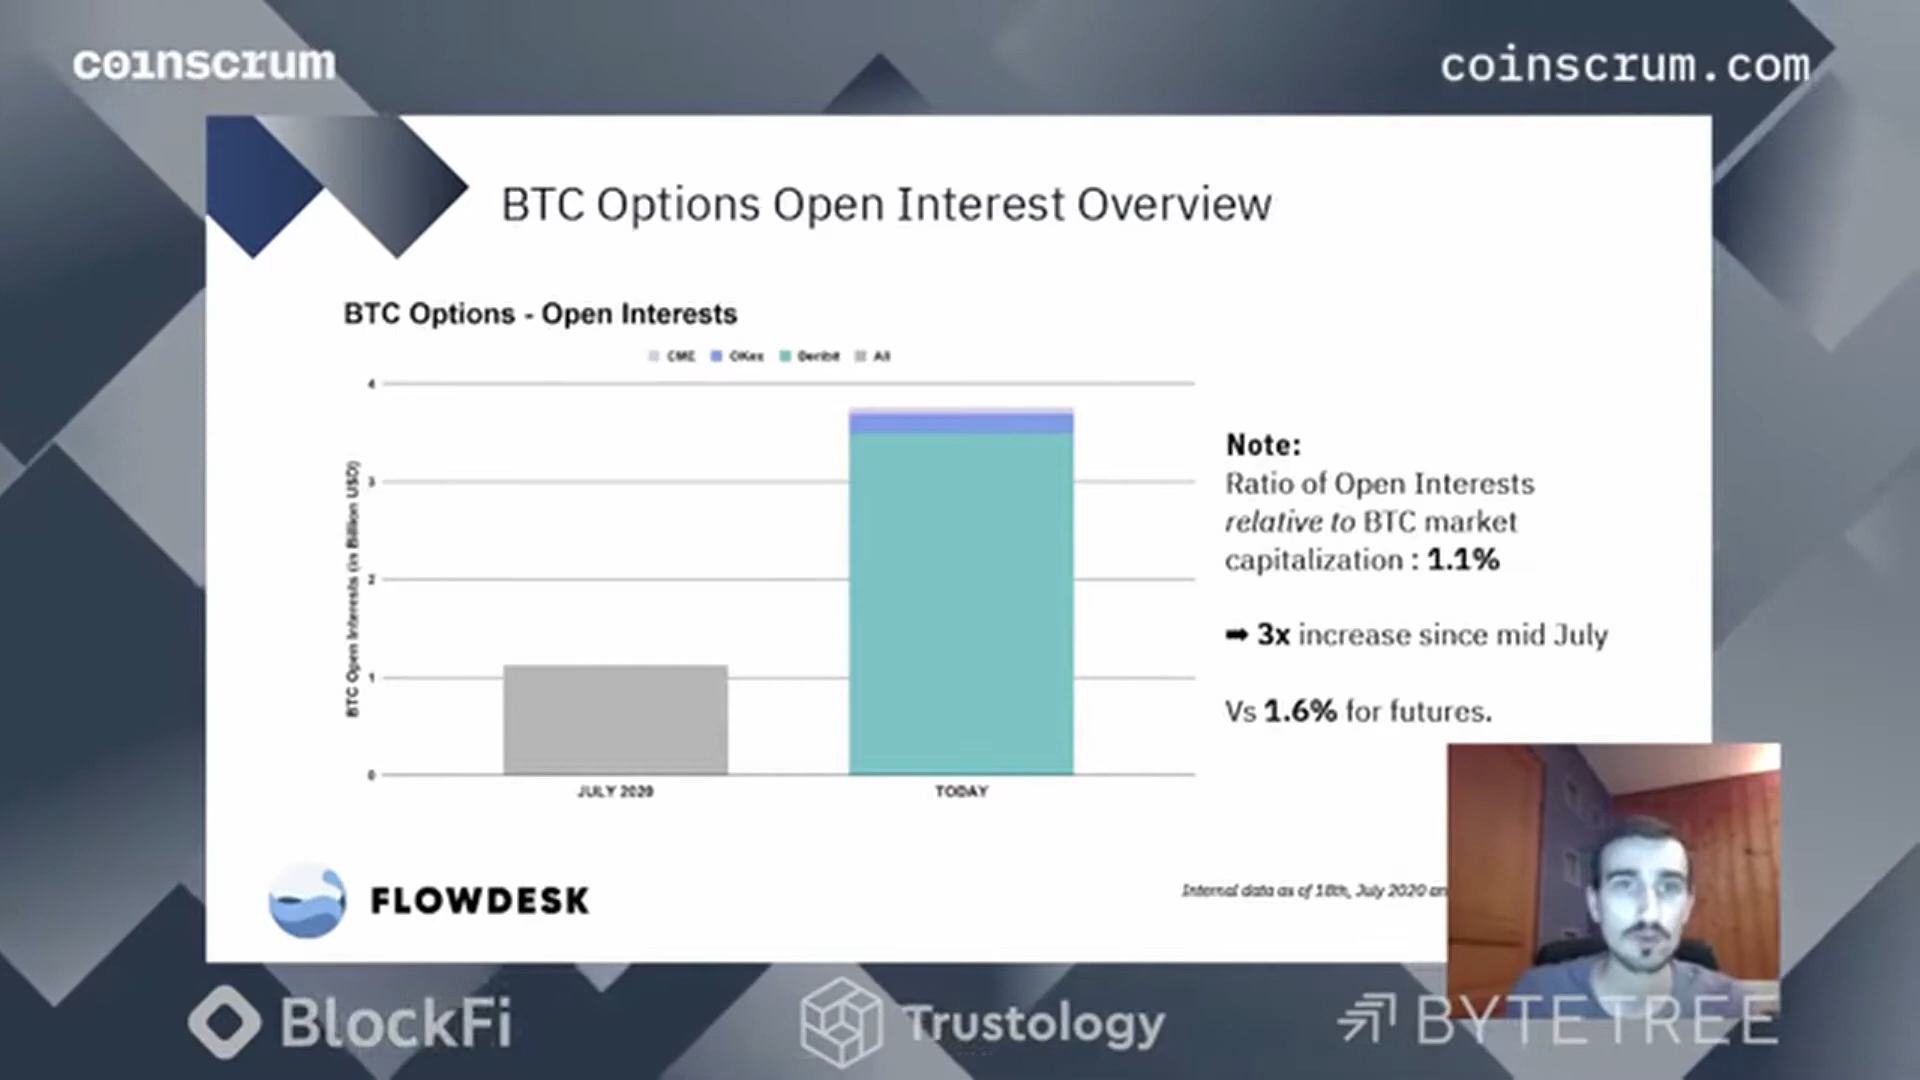 coinscrum
coinscrum.com
BTC Options Open Interest Overview
BTC Options - Open Interests
CME OKex Deribit All
BTC Open Interests (in Billion USD)
4
3
2
1
0
JULY 2020
TODAY
Note:
Ratio of Open Interests
relative to BTC market
capitalization : 1.1%
➡ 3x increase since mid July
Vs 1.6% for futures.
FLOWDESK
Internal data as of 18th, July 2020
BlockFi
Trustology
BYTETREE